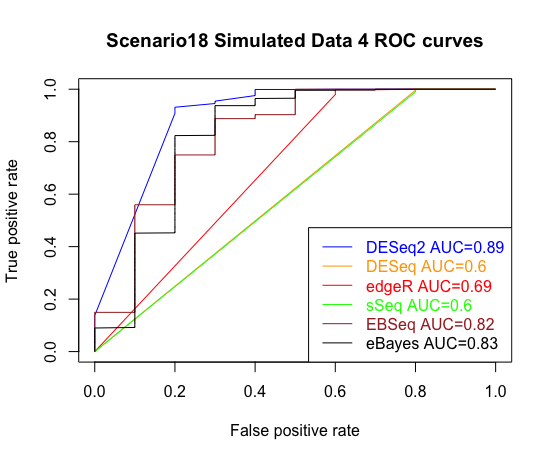 Scenario18 Simulated Data 4 ROC curves
True positive rate
1.0
0.8
0.6
0.4
0.2
0.0
DESeq2 AUC=0.89
DESeq AUC=0.6
edgeR AUC=0.69
sSeq AUC=0.6
EBSeq AUC=0.82
eBayes AUC=0.83
0.0 0.2 0.4 0.6 0.8 1.0
False positive rate